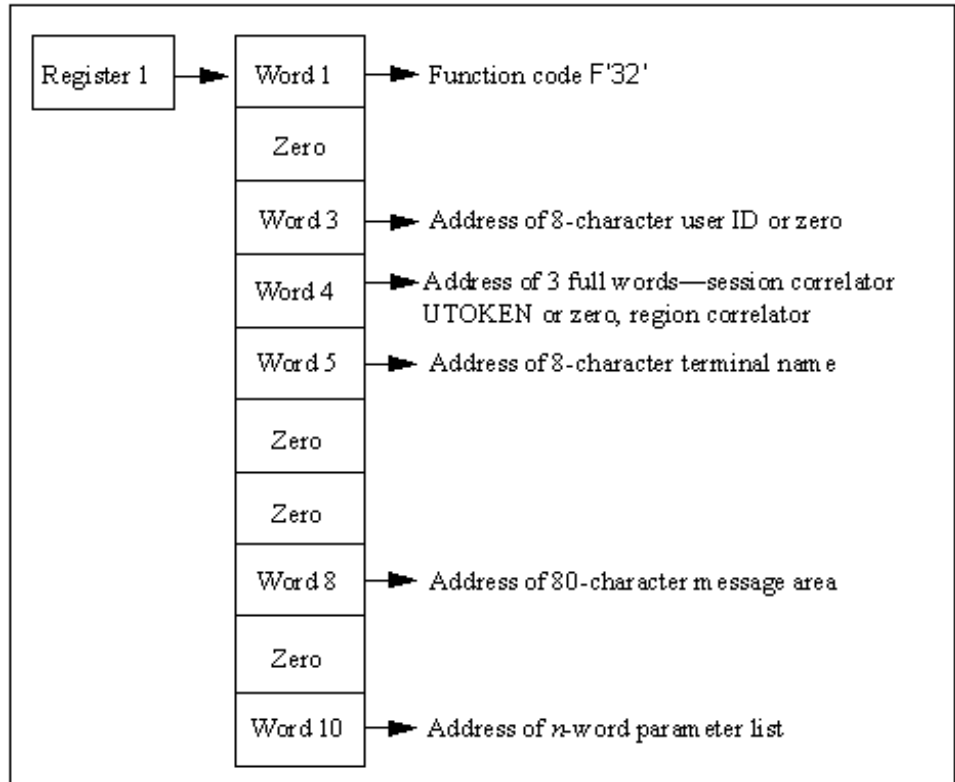 Register 1
Word 1
Function code F'32'
Zero
Word 3
Address of 8-character user ID or zero
Word 4
Address of 3 full words—session correlator
UTOKEN or zero, region correlator
Word 5
Address of 8-character terminal name
Zero
Zero
Word 8
Address of 80-character message area
Zero
Word 10
Address of n-word parameter list